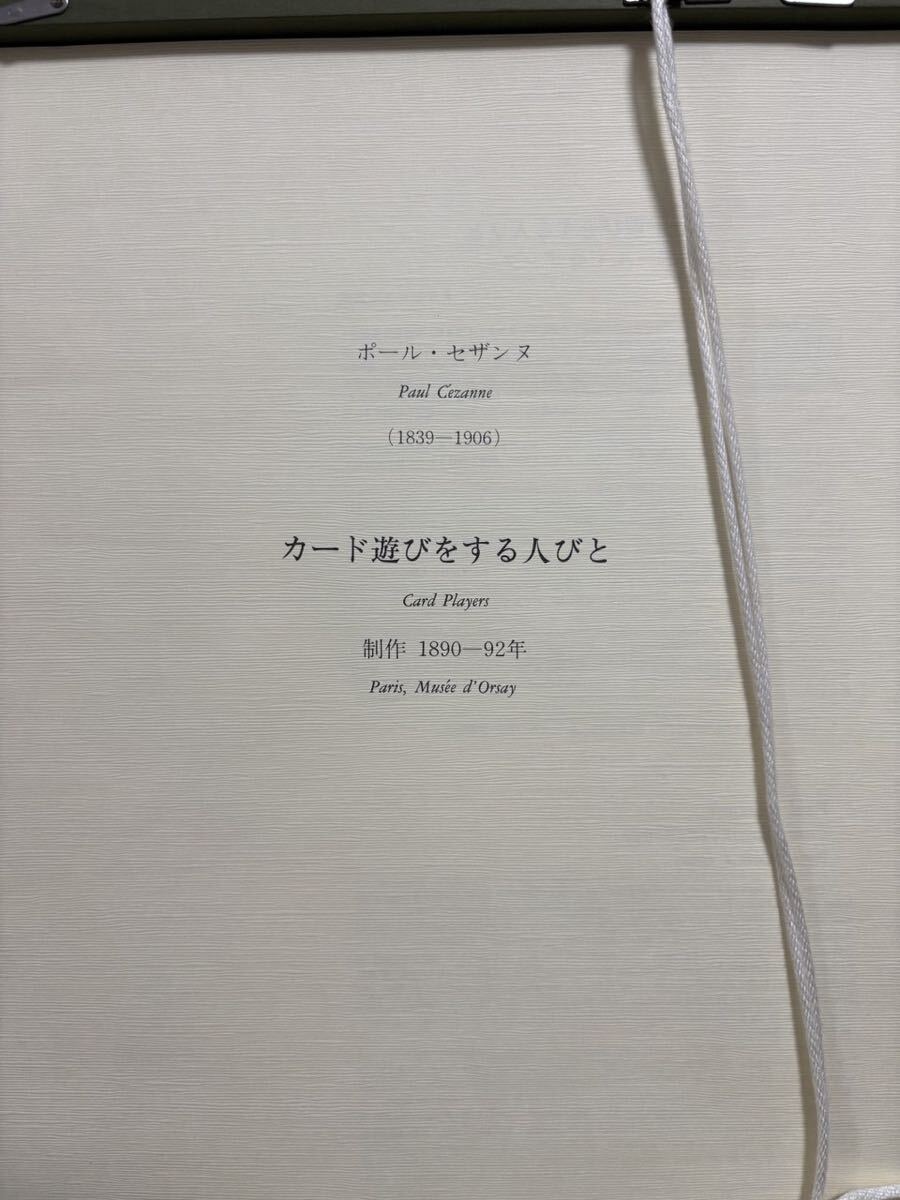 ポール・セザンヌ
Paul Cézanne
(1839―1906)
カード遊びをする人びと
Card Players
制作 1890―92年
Paris, Musée d'Orsay